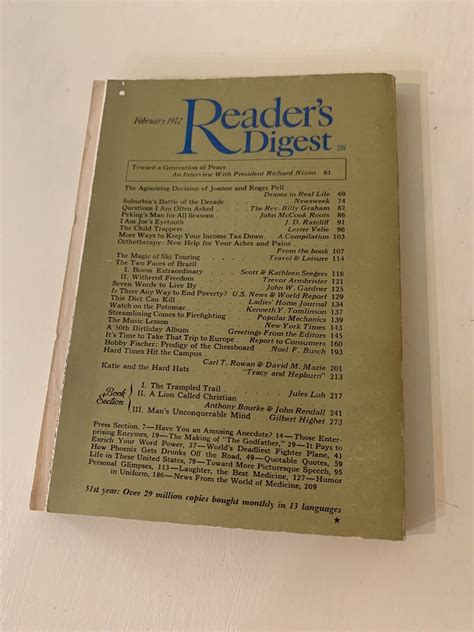 February 1972
Reader's
Digest
Toward a Generation of Peace
An Interview With President Richard Nixon 61
The Agonizing Decision of Joanne and Roger Pell
Drama in Real Life 69
Suburbia's Battle of the Decade . . . Newsweek 74
Questions I Am Often Asked . The Rev. Billy Graham 82
Peking's Man for All Seasons . John McCook Roots 86
I Am Joe's Eyetooth . . . J. D. Ratcliff 91
The Child Trappers . . . Lester Velie 96
More Ways to Keep Your Income Tax Down . A Compilation 103
Orthotherapy: New Help for Your Aches and Pains
From the book 107
The Magic of Ski Touring . . . Travel & Leisure 114
The Two Faces of Brazil
I. Boom Extraordinary . Scott & Kathleen Seegers 118
II. Withered Freedom . . Trevor Armbrister 121
Seven Words to Live By . . . John W. Gardner 125
Is There Any Way to End Poverty? U.S. News & World Report 129
This Diet Can Kill . . . Ladies' Home Journal 134
Watch on the Potomac . . Kenneth Y. Tomlinson 137
Streamlining Comes to Firefighting . Popular Mechanics 139
The Music Lesson . . . New York Times 143
A 50th Birthday Album . Greetings From the Editors 145
It's Time to Take That Trip to Europe . Report to Consumers 160
Bobby Fischer: Prodigy of the Chessboard . Noel F. Busch 193
Hard Times Hit the Campus
Carl T. Rowan & David M. Mazie 201
Katie and the Hard Hats . . "Tracy and Hepburn" 213
Book
Section
I. The Trampled Trail . . . Jules Loh 217
II. A Lion Called Christian
Anthony Bourke & John Rendall 241
III. Man's Unconquerable Mind . Gilbert Highet 273
Press Section, 7—Have You an Amusing Anecdote? 14—Those Enter-
prising Enzymes, 19—The Making of "The Godfather," 29—It Pays to
Enrich Your Word Power, 37—World's Deadliest Fighter Plane, 41
How Phoenix Gets Drunks Off the Road, 49—Quotable Quotes, 59
Life in These United States, 79—Toward More Picturesque Speech, 95
Personal Glimpses, 113—Laughter, the Best Medicine, 127—Humor
in Uniform, 186—News From the World of Medicine, 209
51st year: Over 29 million copies bought monthly in 13 languages